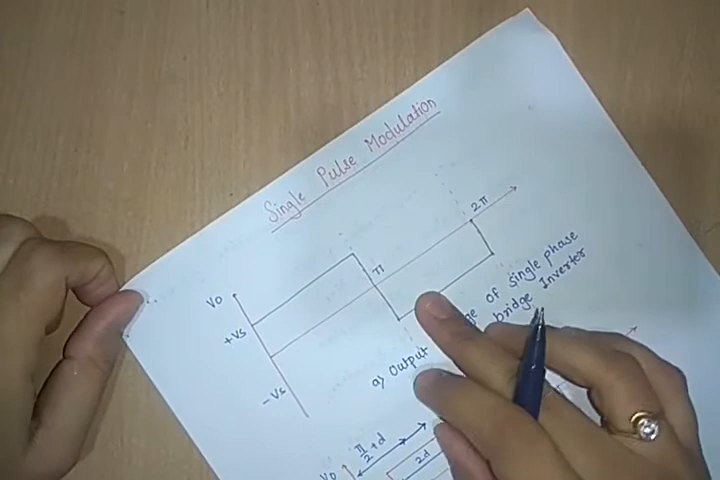 Single Pulse Modulation
Vo
+Vs
π
2π
-Vs
a) Output
of single phase
bridge Inverter
Vo
π/2 + d
2d